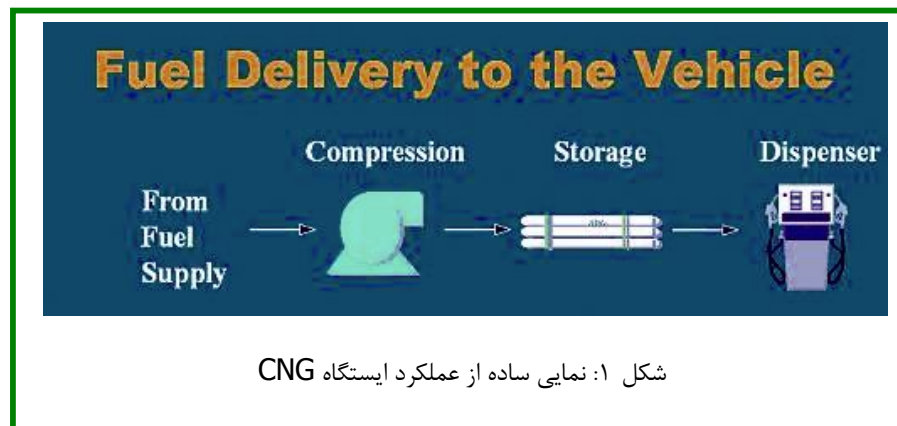 Fuel Delivery to the Vehicle
Compression
Storage
Dispenser
From
Fuel
Supply
شکل ۱: نمایی ساده از عملکرد ایستگاه CNG